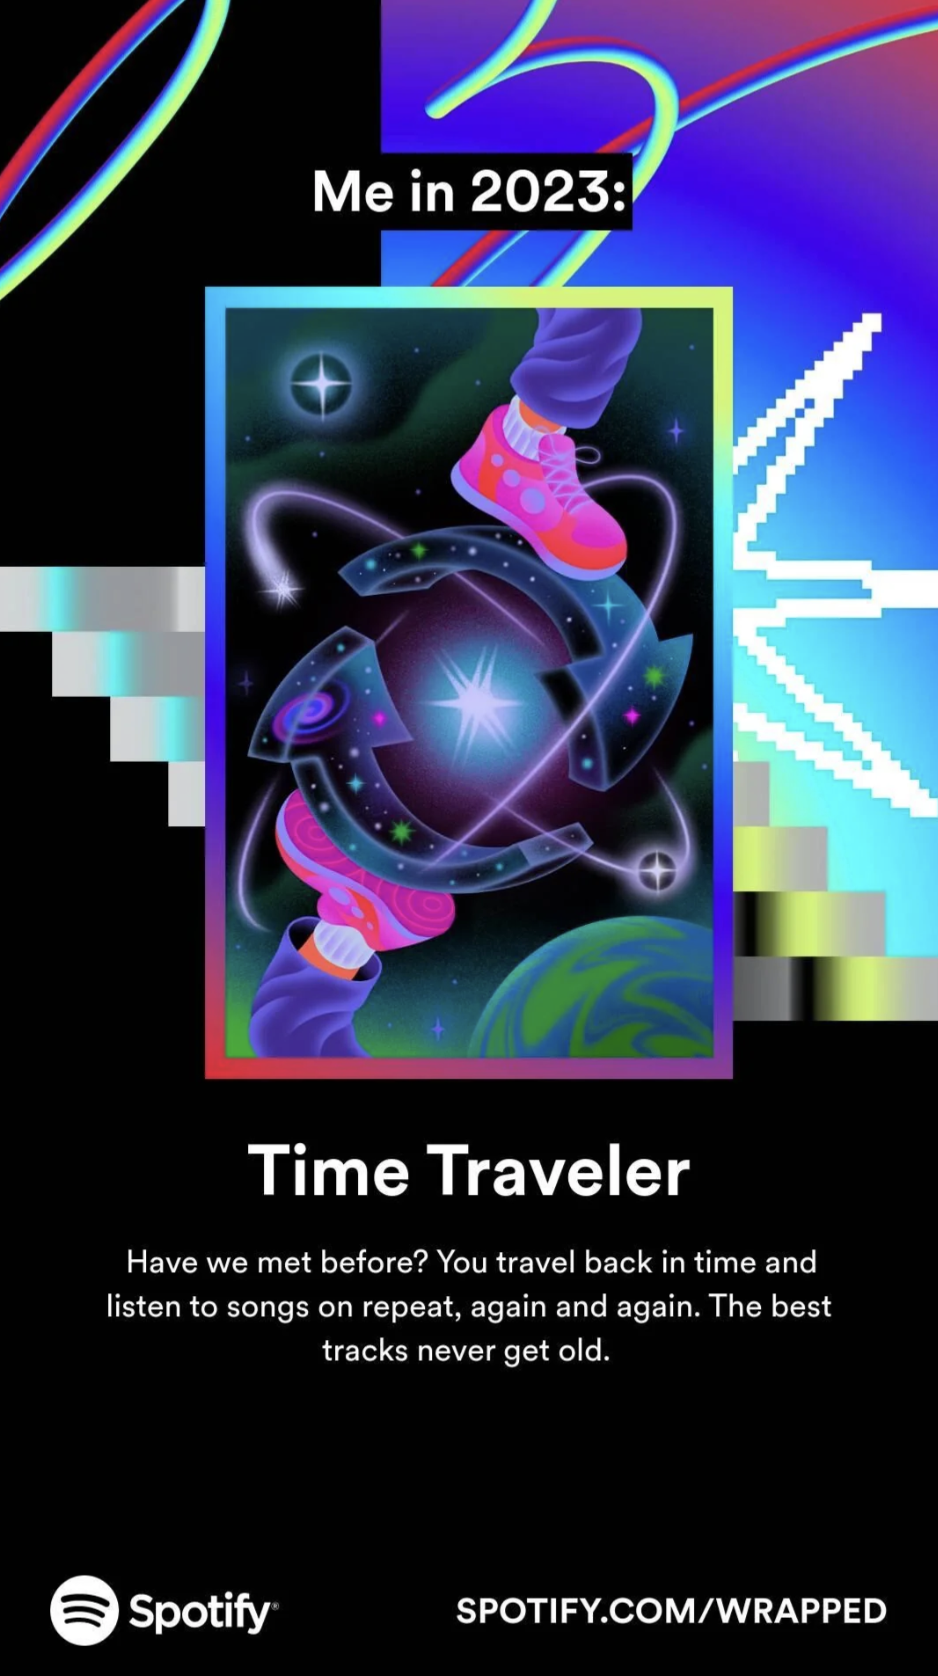 Me in 2023:
Time Traveler
Have we met before? You travel back in time and
listen to songs on repeat, again and again. The best
tracks never get old.
Spotify®
SPOTIFY.COM/WRAPPED